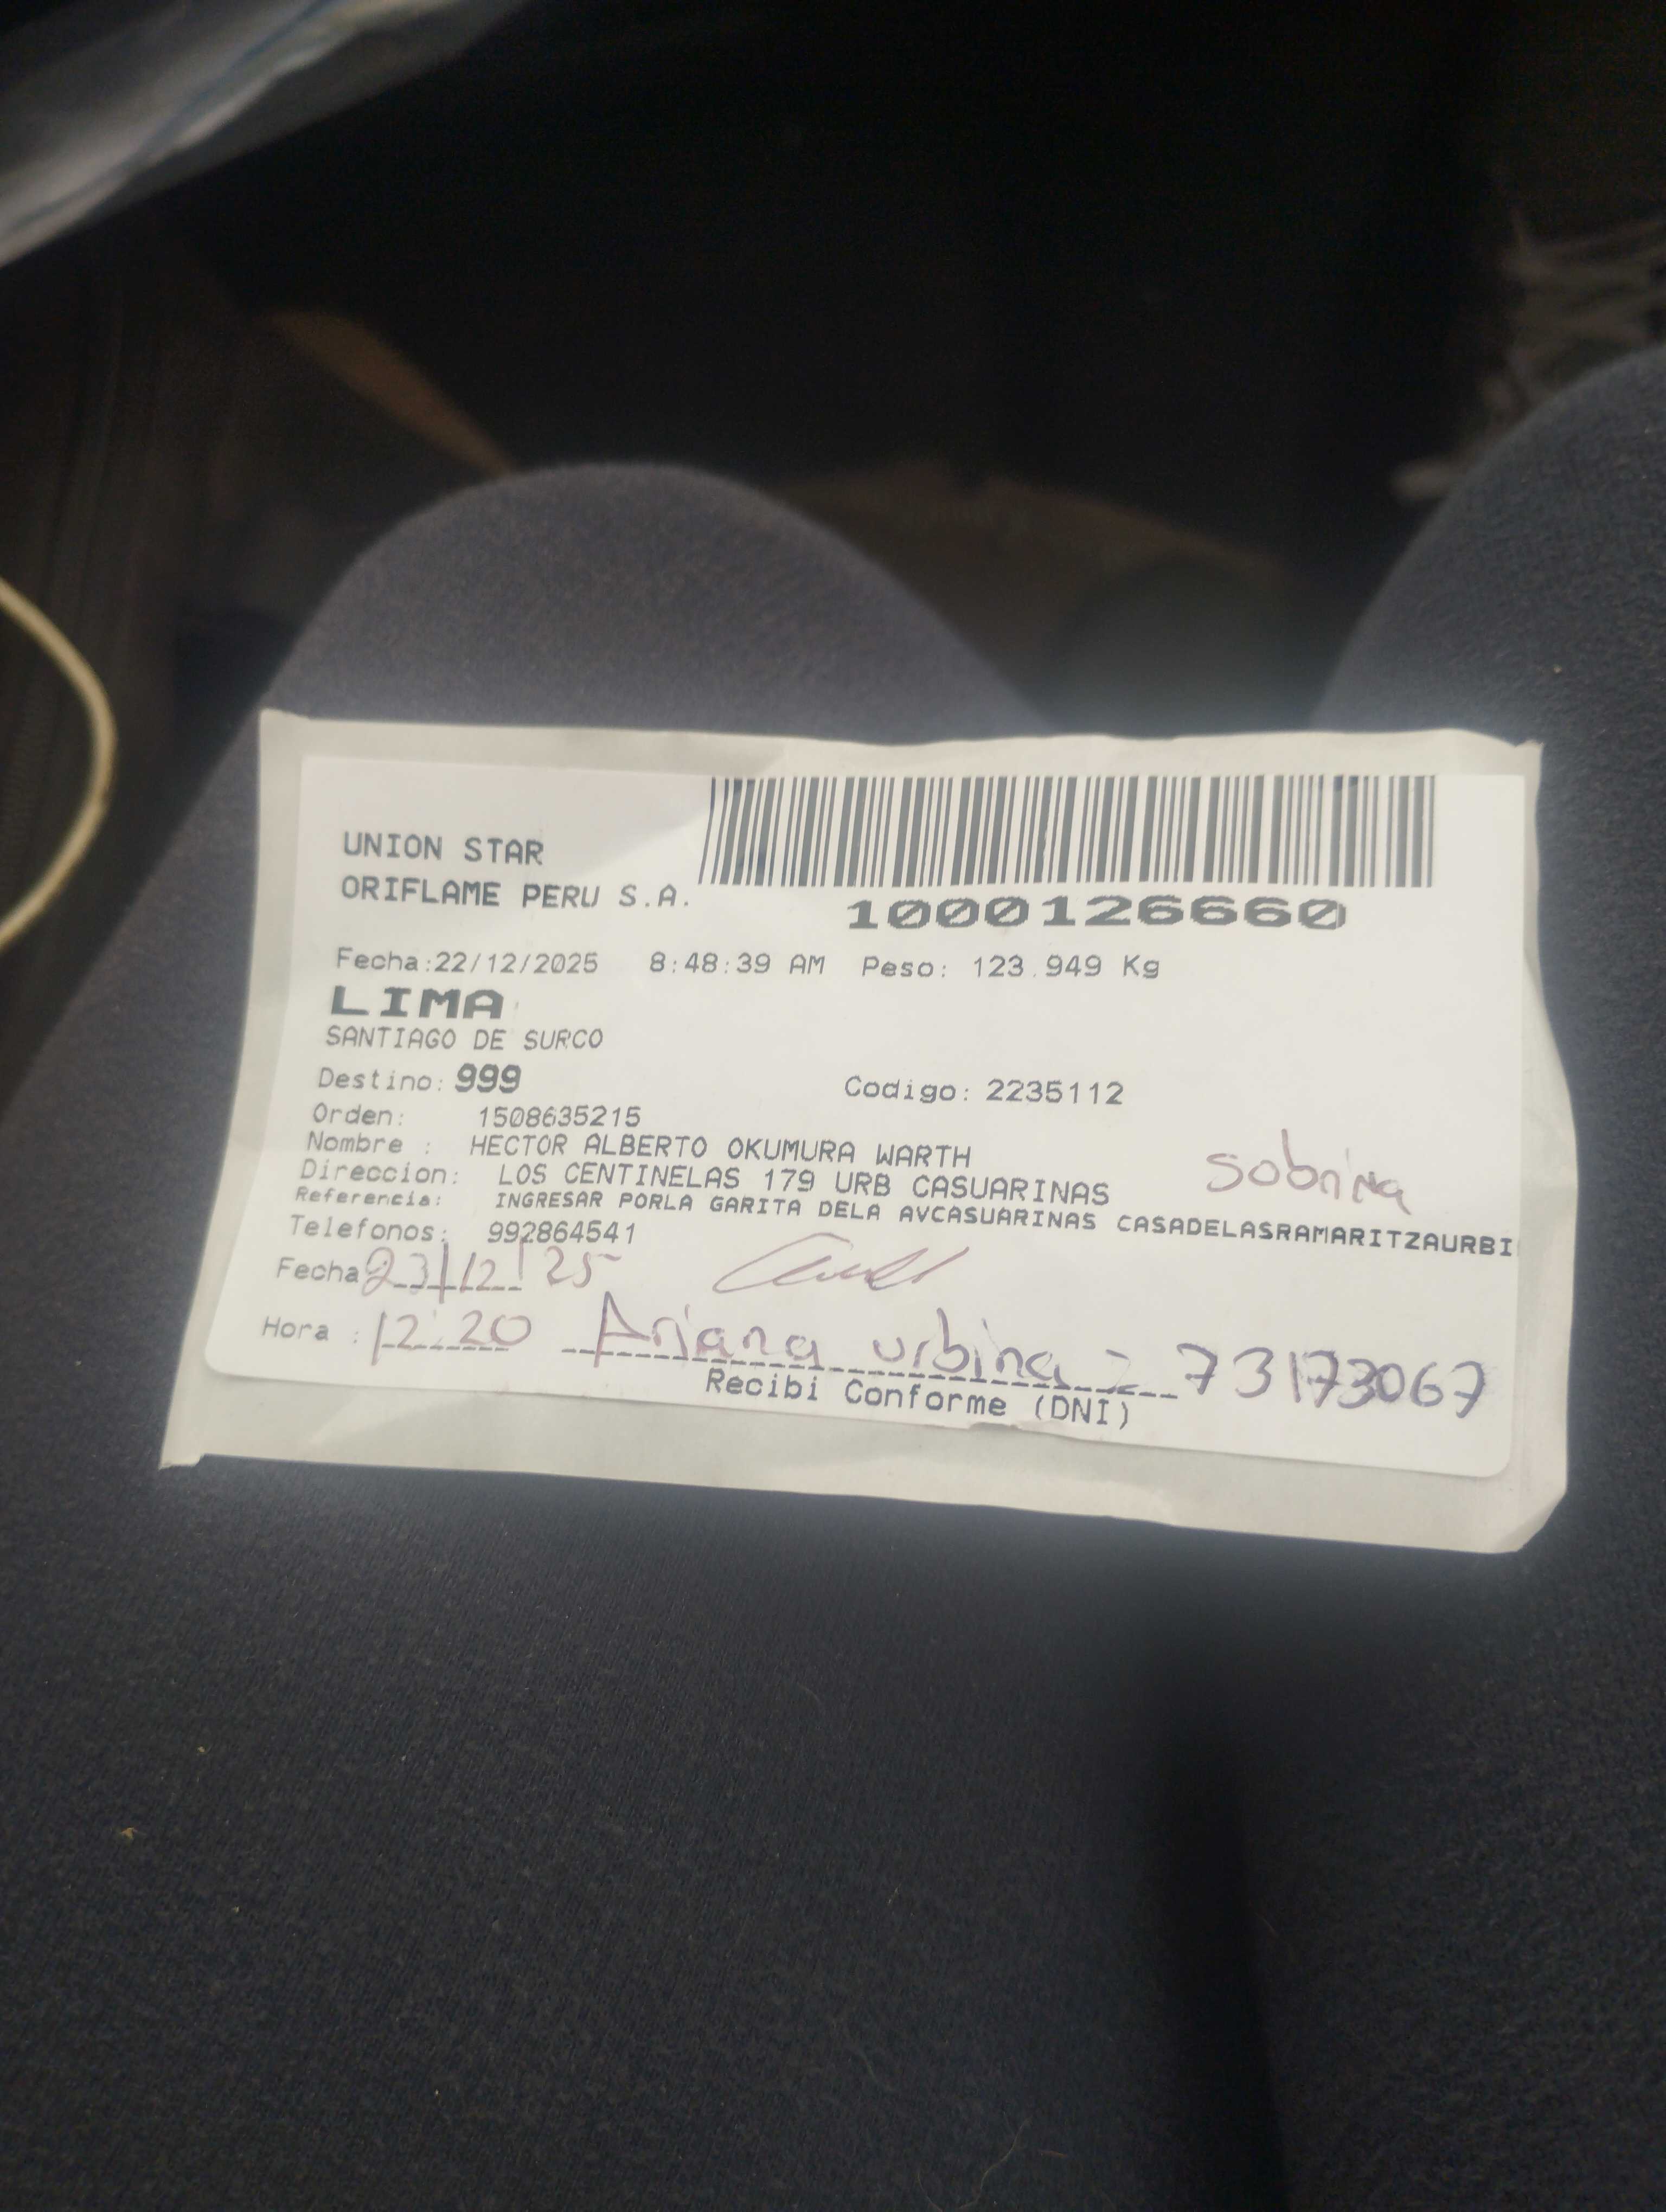 UNION STAR
ORIFLAME PERU S.A.
1000126660
Fecha:22/12/2025 8:48:39 AM Peso: 123.949 Kg
LIMA
SANTIAGO DE SURCO
Destino: 999 Codigo: 2235112
Orden: 1508635215
Nombre : HECTOR ALBERTO OKUMURA WARTH
Direccion: LOS CENTINELAS 179 URB CASUARINAS
sobrina
Referencia: INGRESAR PORLA GARITA DELA AVCASUARINAS CASADELASRAMARITZAURBI
Telefonos: 992864541
Fecha 23/12/25
Hora : 12:20 Ariana urbina - 73173067
Recibi Conforme (DNI)